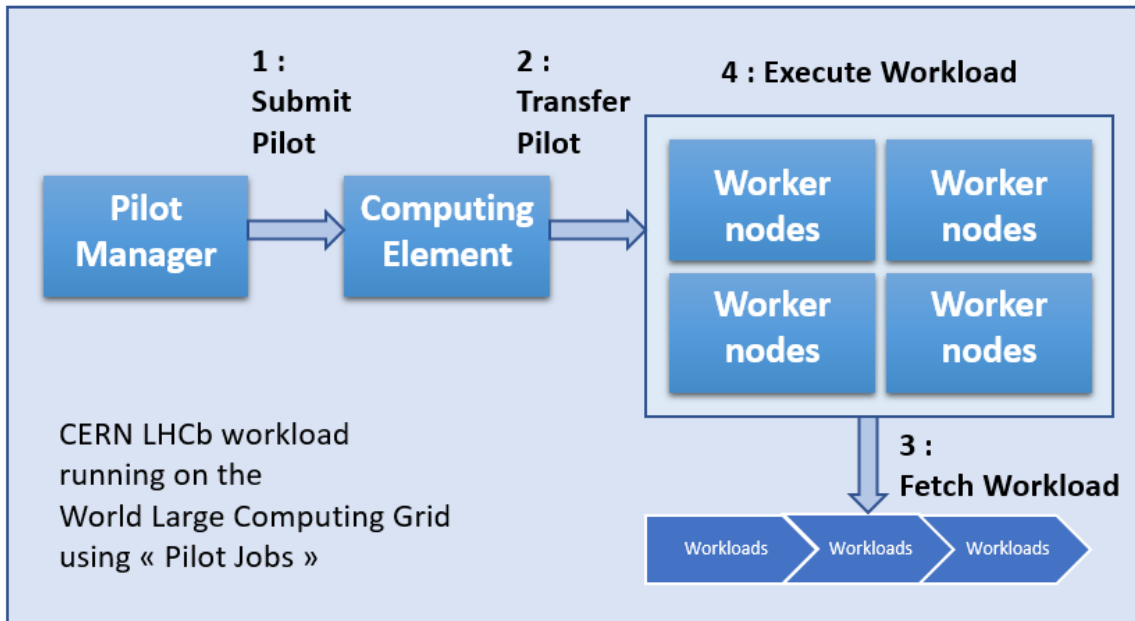 1 :
Submit
Pilot
2 :
Transfer
Pilot
4 : Execute Workload
Pilot
Manager
Computing
Element
Worker
nodes
Worker
nodes
Worker
nodes
Worker
nodes
3 :
Fetch Workload
Workloads
Workloads
Workloads
CERN LHCb workload
running on the
World Large Computing Grid
using « Pilot Jobs »